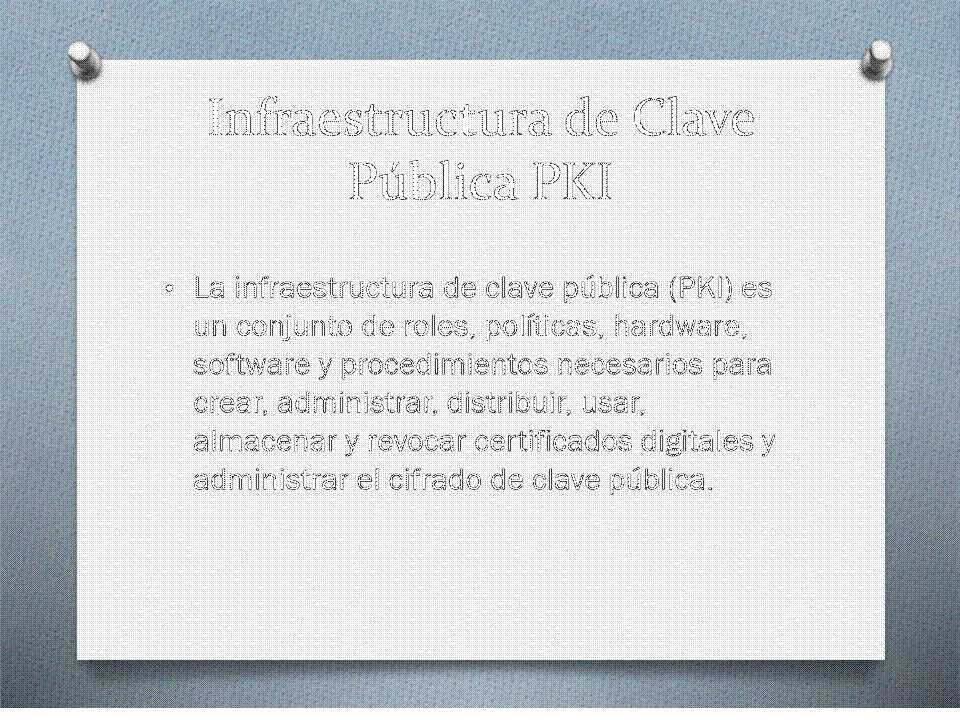 Infraestructura de Clave
Pública PKI
• La infraestructura de clave pública (PKI) es
un conjunto de roles, políticas, hardware,
software y procedimientos necesarios para
crear, administrar, distribuir, usar,
almacenar y revocar certificados digitales y
administrar el cifrado de clave pública.